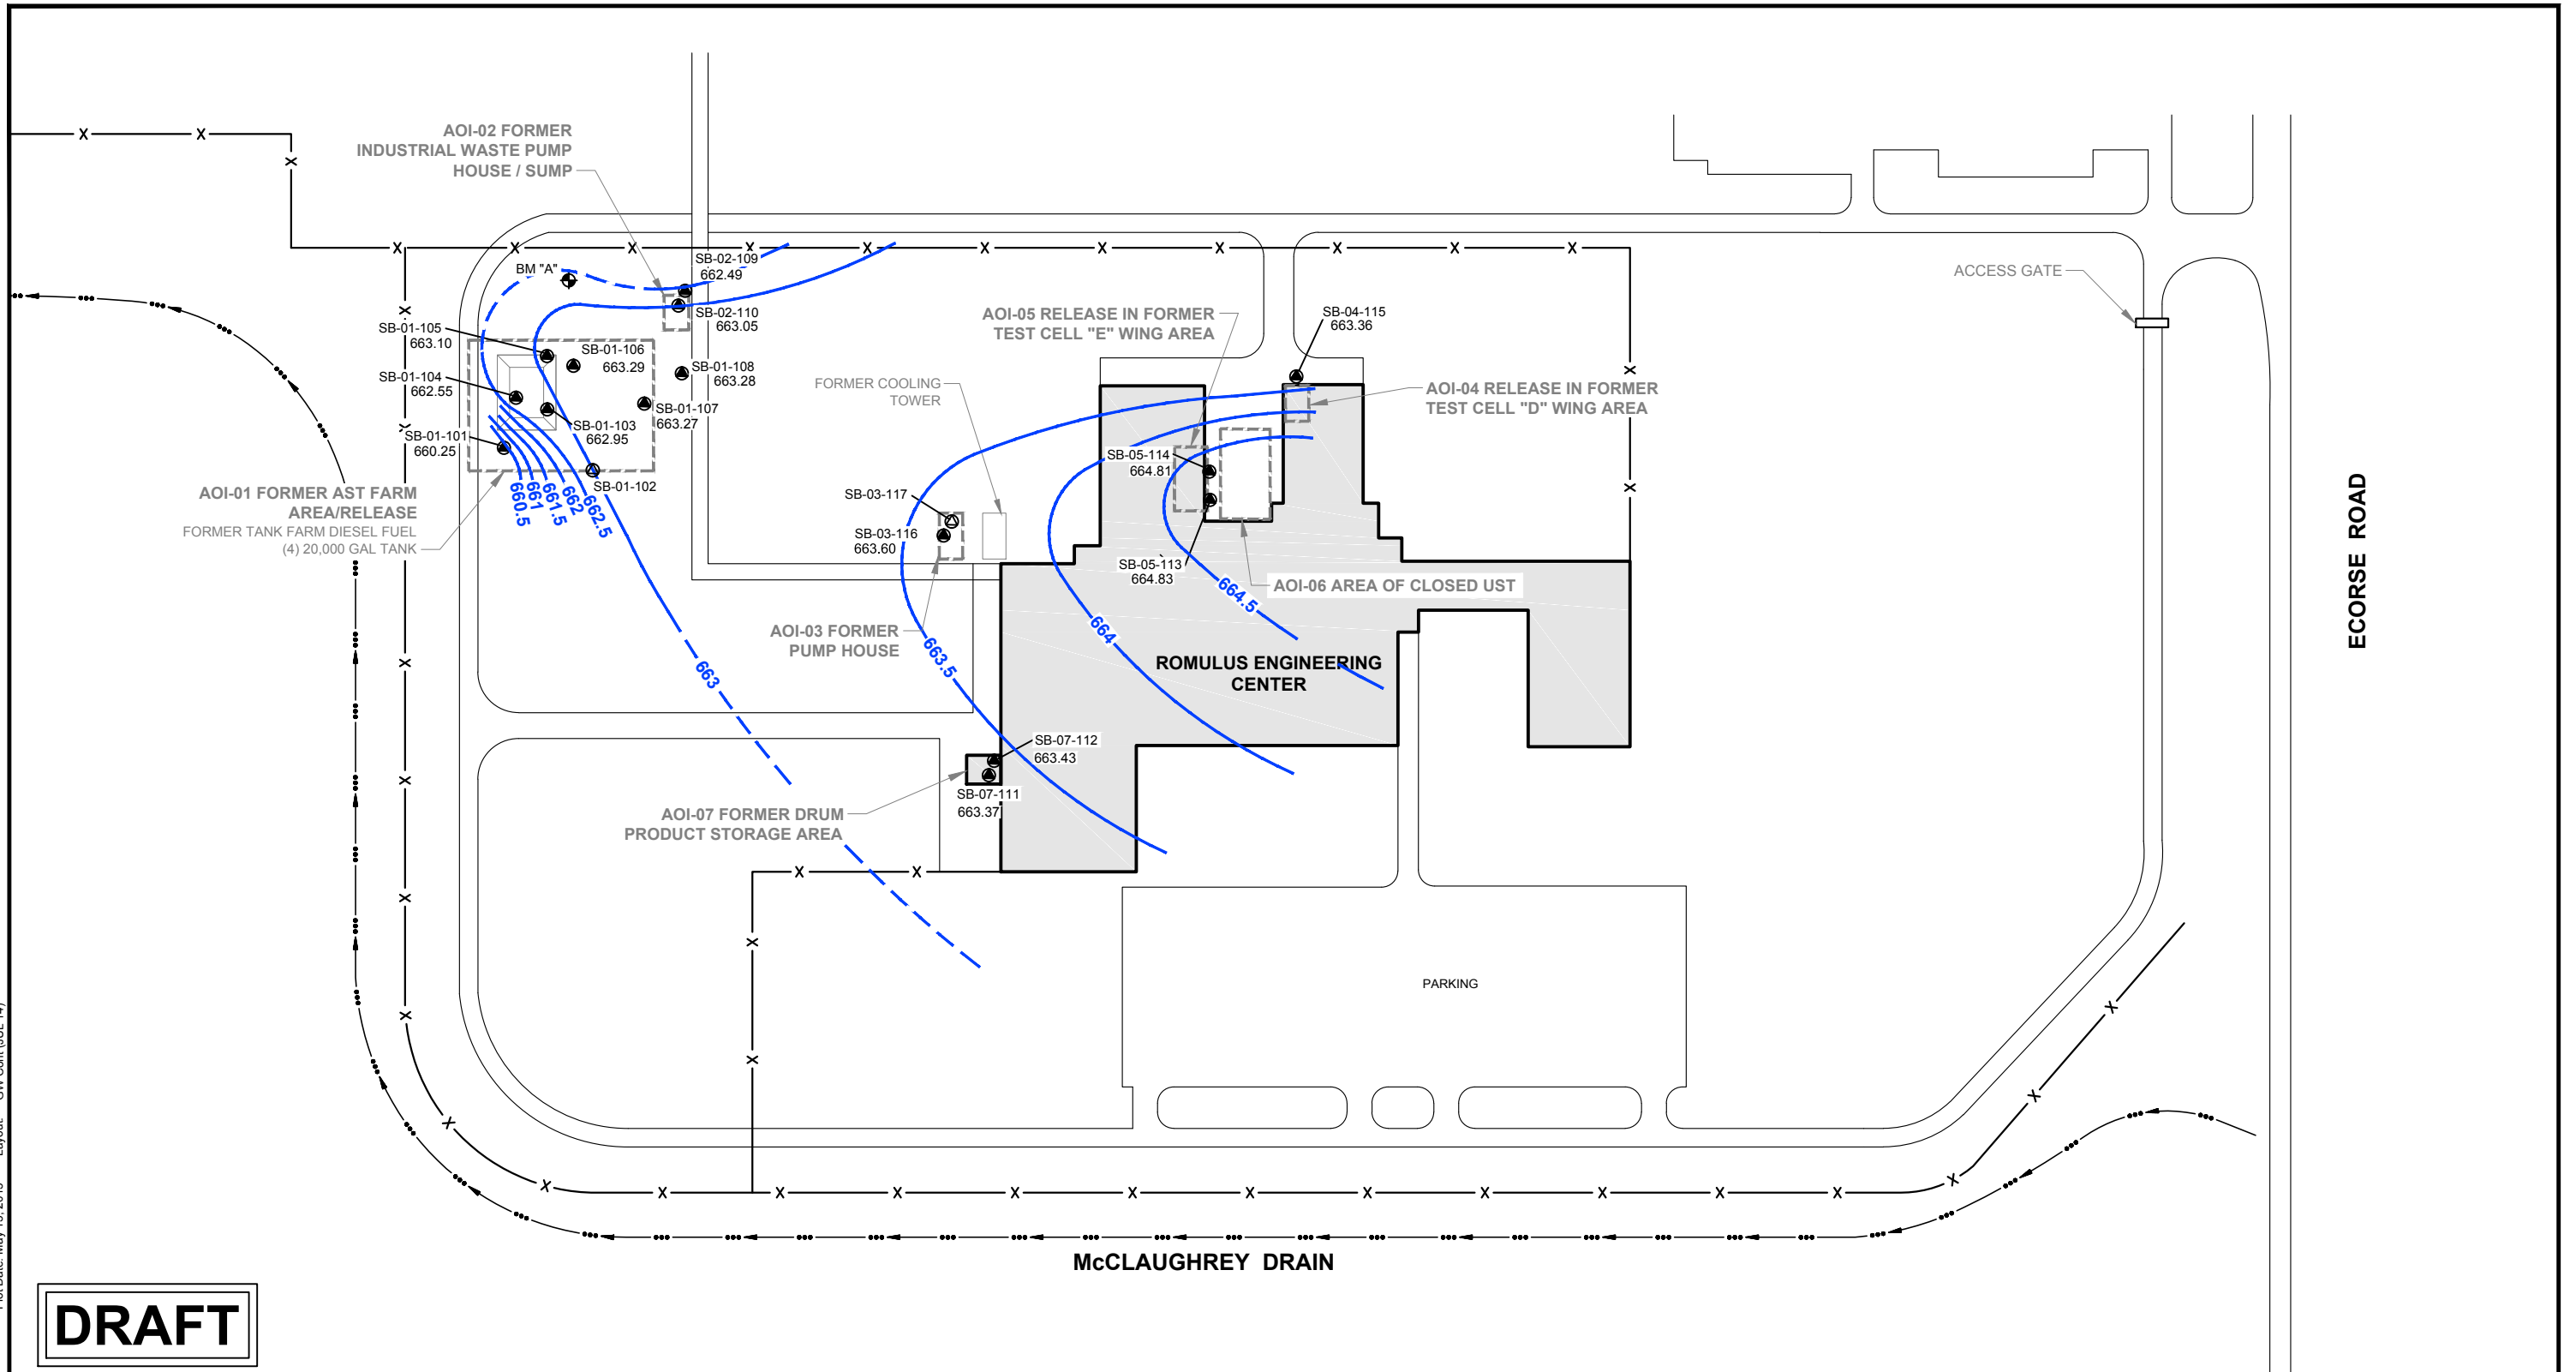 AOI-02 FORMER
INDUSTRIAL WASTE PUMP
HOUSE / SUMP
BM "A"
SB-02-109
662.49
SB-02-110
663.05
SB-01-105
663.10
SB-01-106
663.29
SB-01-108
663.28
SB-01-104
662.55
SB-01-107
663.27
SB-01-103
662.95
SB-01-101
660.25
SB-01-102
AOI-01 FORMER AST FARM
AREA/RELEASE
FORMER TANK FARM DIESEL FUEL
(4) 20,000 GAL TANK
660.5
661
661.5
662
662.5
663
FORMER COOLING
TOWER
AOI-05 RELEASE IN FORMER
TEST CELL "E" WING AREA
SB-04-115
663.36
AOI-04 RELEASE IN FORMER
TEST CELL "D" WING AREA
ACCESS GATE
SB-05-114
664.81
SB-03-117
SB-03-116
663.60
SB-05-113
664.83
AOI-06 AREA OF CLOSED UST
664.5
664
663.5
AOI-03 FORMER
PUMP HOUSE
ROMULUS ENGINEERING
CENTER
ECORSE ROAD
SB-07-112
663.43
SB-07-111
663.37
AOI-07 FORMER DRUM
PRODUCT STORAGE AREA
PARKING
McCLAUGHREY DRAIN
DRAFT